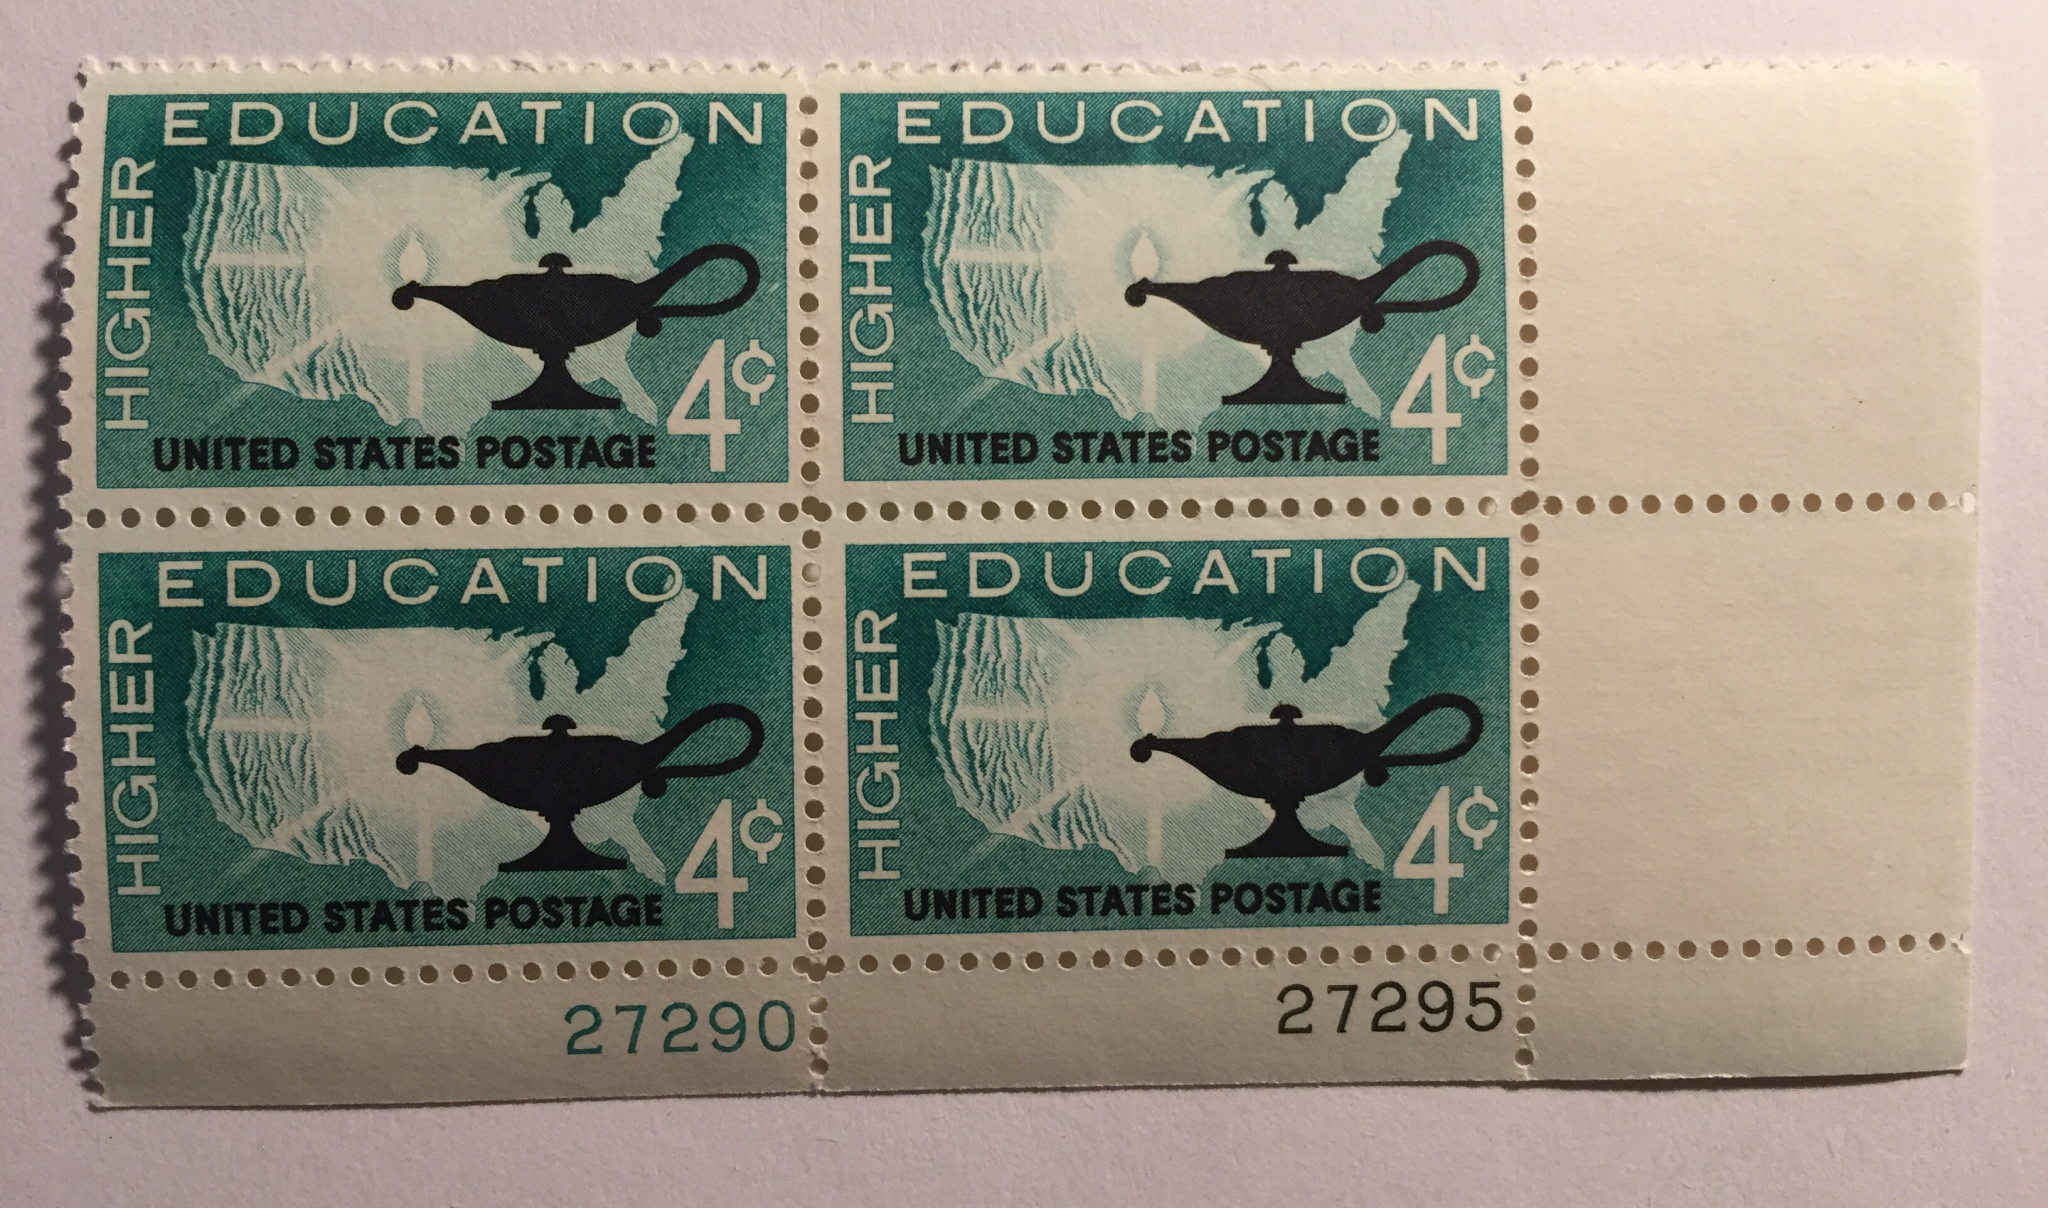 HIGHER EDUCATION
4¢
UNITED STATES POSTAGE
HIGHER EDUCATION
4¢
UNITED STATES POSTAGE
HIGHER EDUCATION
4¢
UNITED STATES POSTAGE
HIGHER EDUCATION
4¢
UNITED STATES POSTAGE
27290
27295